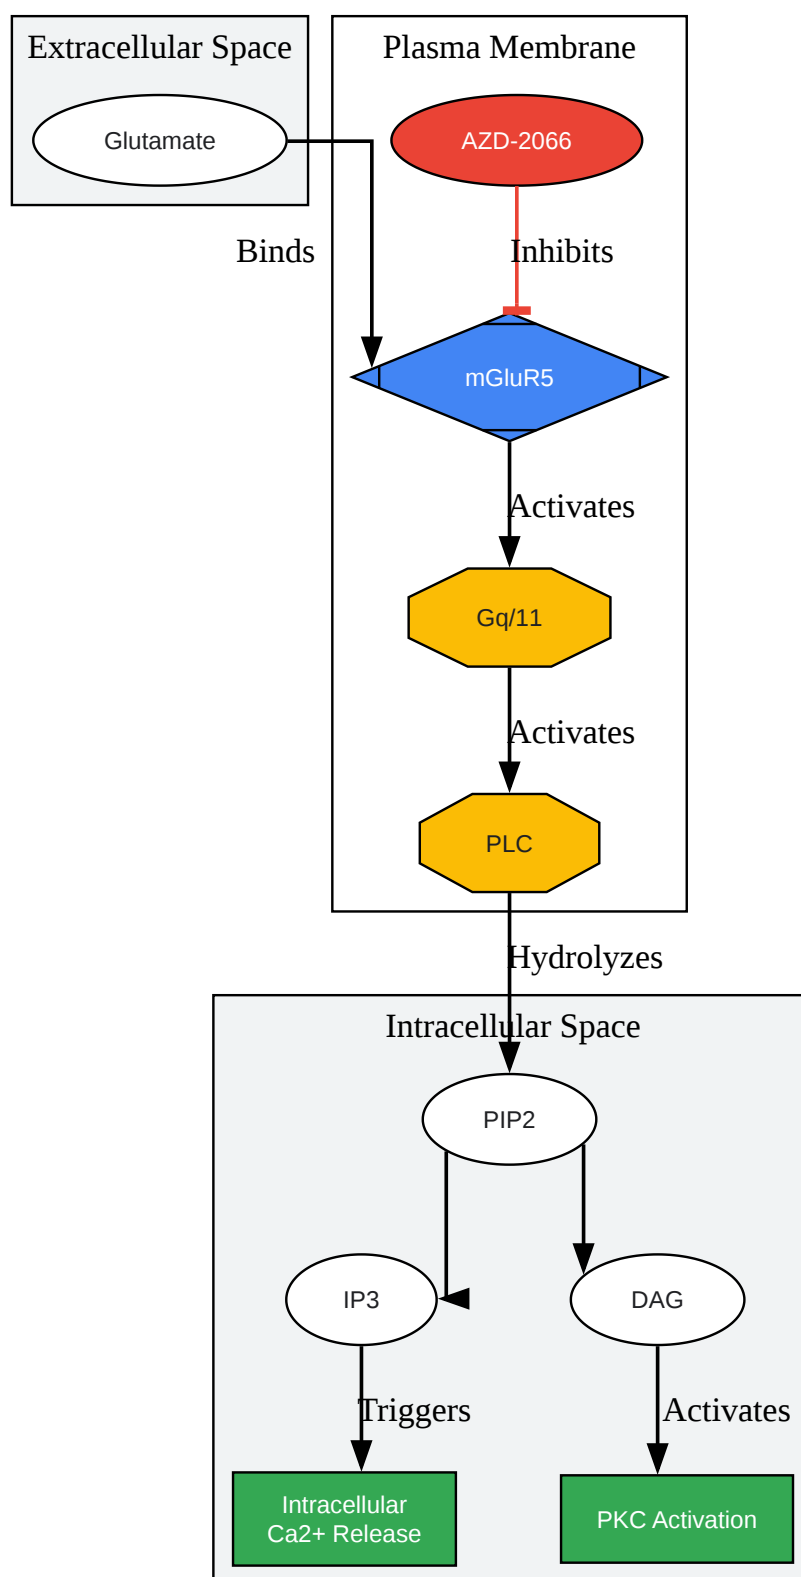 Extracellular Space
Plasma Membrane
Glutamate
AZD-2066
Binds
Inhibits
mGluR5
Activates
Gq/11
Activates
PLC
Hydrolyzes
Intracellular Space
PIP2
IP3
DAG
Triggers
Activates
Intracellular
Ca2+ Release
PKC Activation